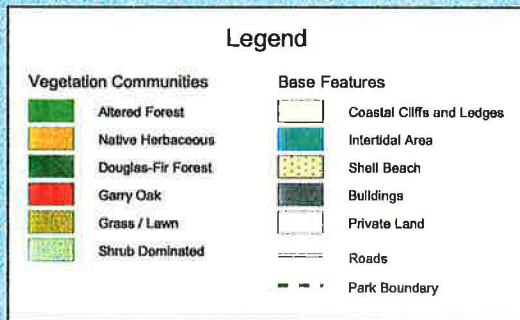 Legend
Vegetation Communities
Altered Forest
Native Herbaceous
Douglas-Fir Forest
Garry Oak
Grass / Lawn
Shrub Dominated
Base Features
Coastal Cliffs and Ledges
Intertidal Area
Shell Beach
Buildings
Private Land
Roads
Park Boundary